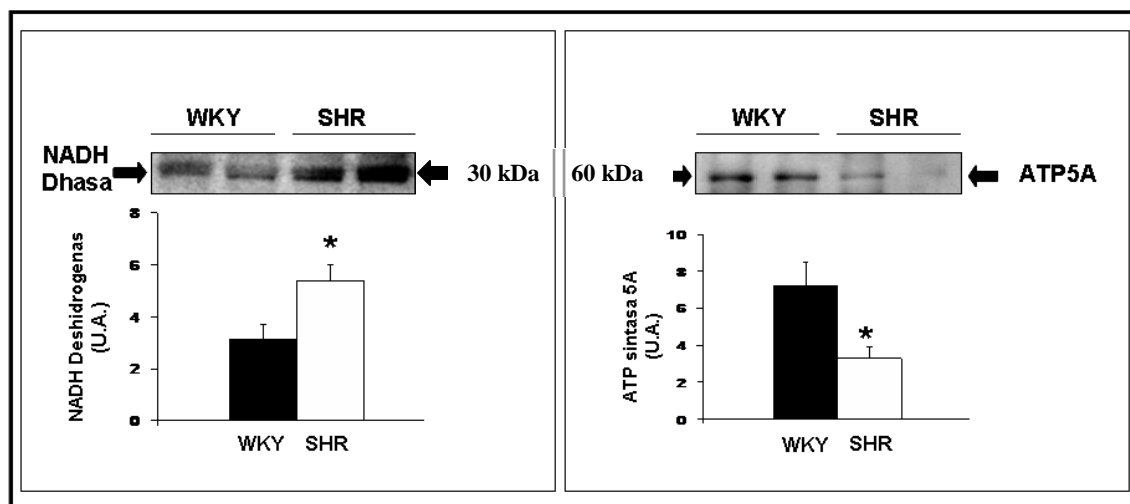 WKY SHR
NADH
Dhasa
30 kDa
8
6
4
2
0
*
NADH Deshidrogenas
(U.A.)
WKY SHR
WKY SHR
60 kDa
ATP5A
10
8
6
4
2
0
*
ATP sintasa 5A
(U.A.)
WKY SHR